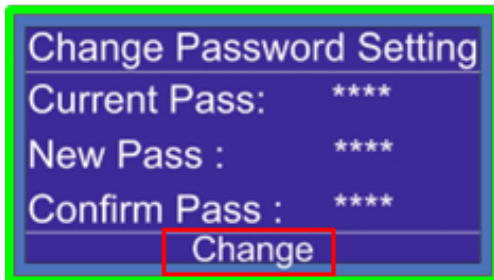 Change Password Setting
Current Pass: ****
New Pass : ****
Confirm Pass : ****
Change